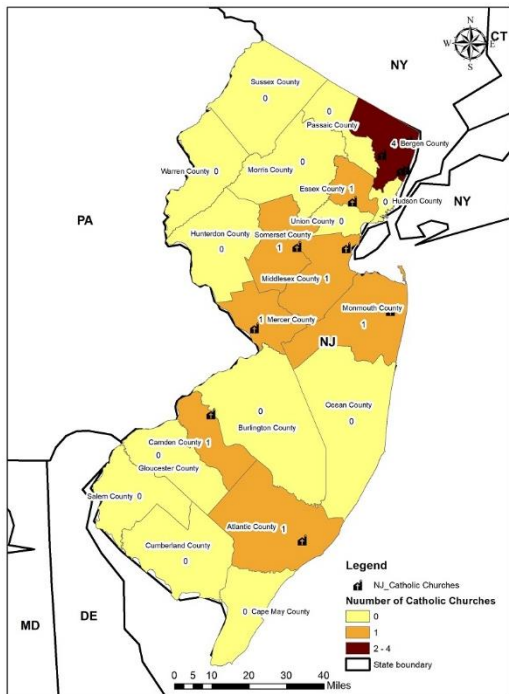 N
W E
S
CT
NY
Sussex County
0
0
Passaic County
4 Bergen County
Warren County 0
Morris County 0
Essex County 1
0
Hudson County
NY
Union County 0
PA
Hunterdon County
0
Somerset County
1
Middlesex County 1
Monmouth County
1
1 Mercer County
NJ
Ocean County
0
0
Burlington County
Camden County 1
0
Gloucester County
Salem County 0
Atlantic County 1
Cumberland County
0
0 Cape May County
MD
DE
Legend
NJ_Catholic Churches
Nuumber of Catholic Churches
0
1
2 - 4
State boundary
0 5 10 20 30 40
Miles